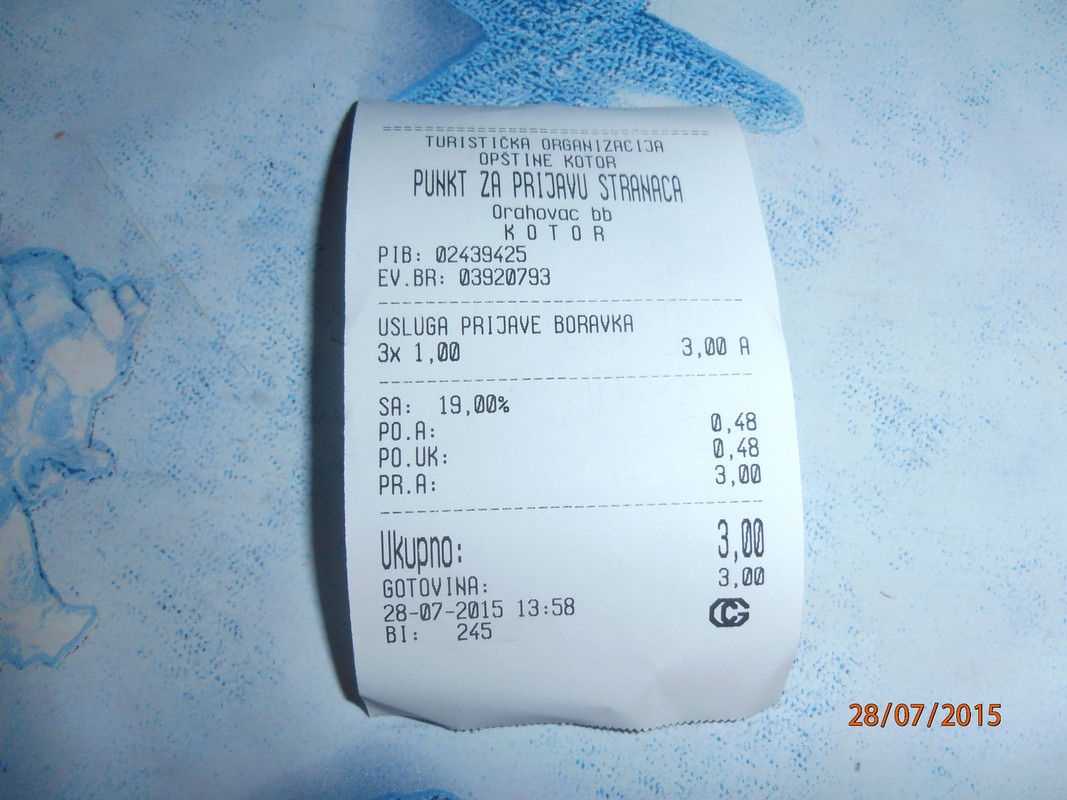 TURISTIČKA ORGANIZACIJA
OPŠTINE KOTOR
PUNKT ZA PRIJAVU STRANACA
Orahovac bb
K O T O R
PIB: 02439425
EV.BR: 03920793
USLUGA PRIJAVE BORAVKA
3x 1,00 3,00 A
SA: 19,00%
PO.A: 0,48
PO.UK: 0,48
PR.A: 3,00
Ukupno: 3,00
GOTOVINA: 3,00
28-07-2015 13:58
BI: 245
CG
28/07/2015